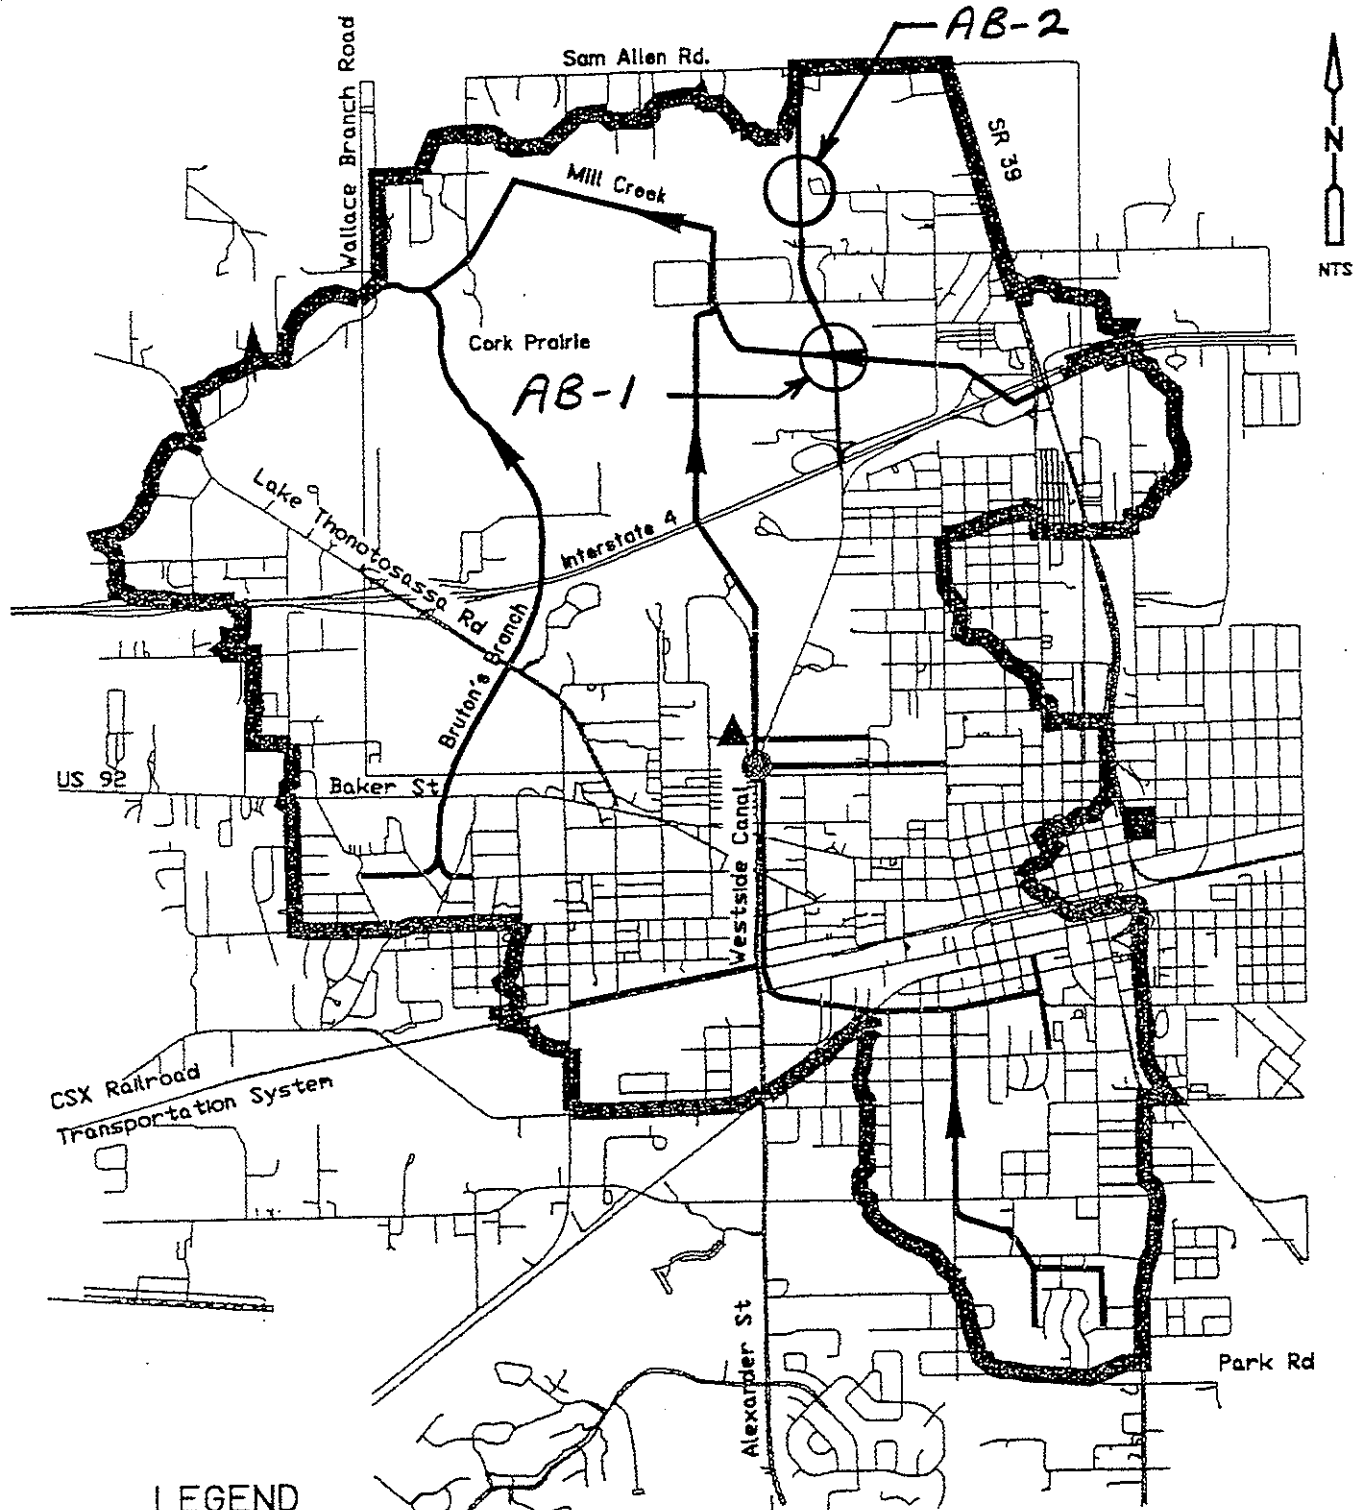 AB-2
Sam Allen Rd.
Wallace Branch Road
SR 39
N
NTS
Mill Creek
Cork Prairie
AB-1
Lake Thonotosassa Rd
Interstate 4
Bruton's Branch
US 92
Baker St
Westside Canal
CSX Railroad
Transportation System
Alexander St
Park Rd
LEGEND